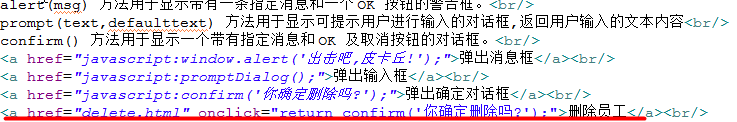 alert(msg) 方法用于显示带有一条指定消息和一个 OK 按钮的警告框。<br/>
prompt(text,defaulttext) 方法用于显示可提示用户进行输入的对话框,返回用户输入的文本内容<br/>
confirm() 方法用于显示一个带有指定消息和 OK 及取消按钮的对话框。<br/>
<a href="javascript:window.alert('出击吧,皮卡丘!');">弹出消息框</a><br/>
<a href="javascript:promptDialog();">弹出输入框</a><br/>
<a href="javascript:confirm('你确定删除吗?');">弹出确定对话框</a><br/>
<a href="delete.html" onclick="return confirm('你确定删除吗?');">删除员工</a><br/>